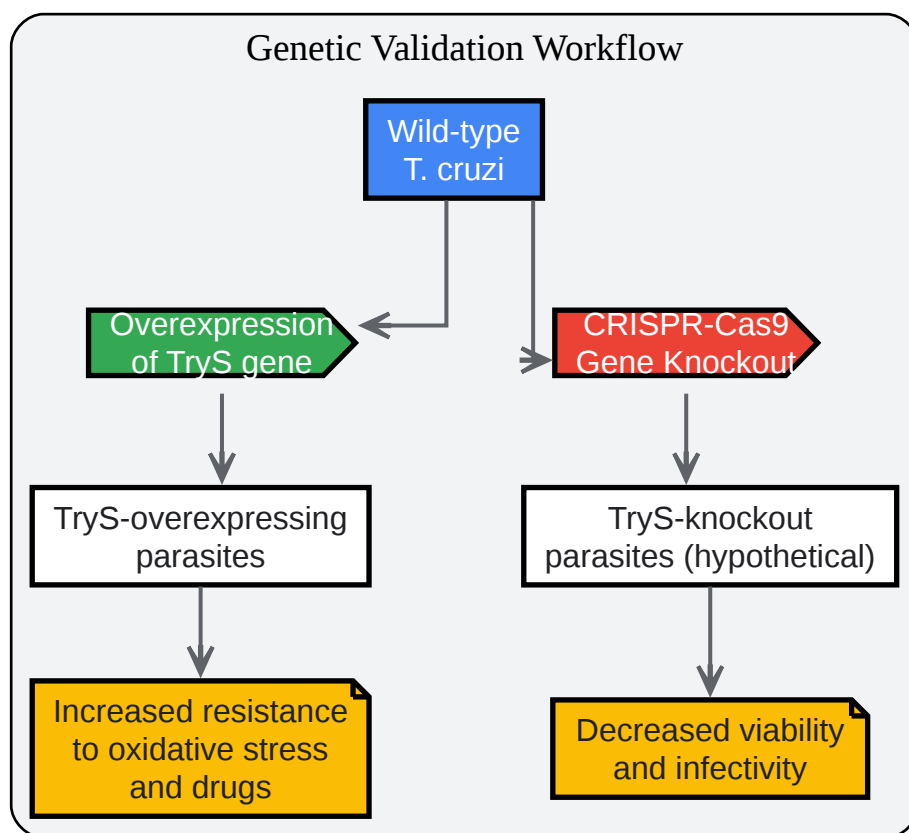 Genetic Validation Workflow
Wild-type
T. cruzi
Overexpression
of TryS gene
CRISPR-Cas9
Gene Knockout
TryS-overexpressing
parasites
TryS-knockout
parasites (hypothetical)
Increased resistance
to oxidative stress
and drugs
Decreased viability
and infectivity